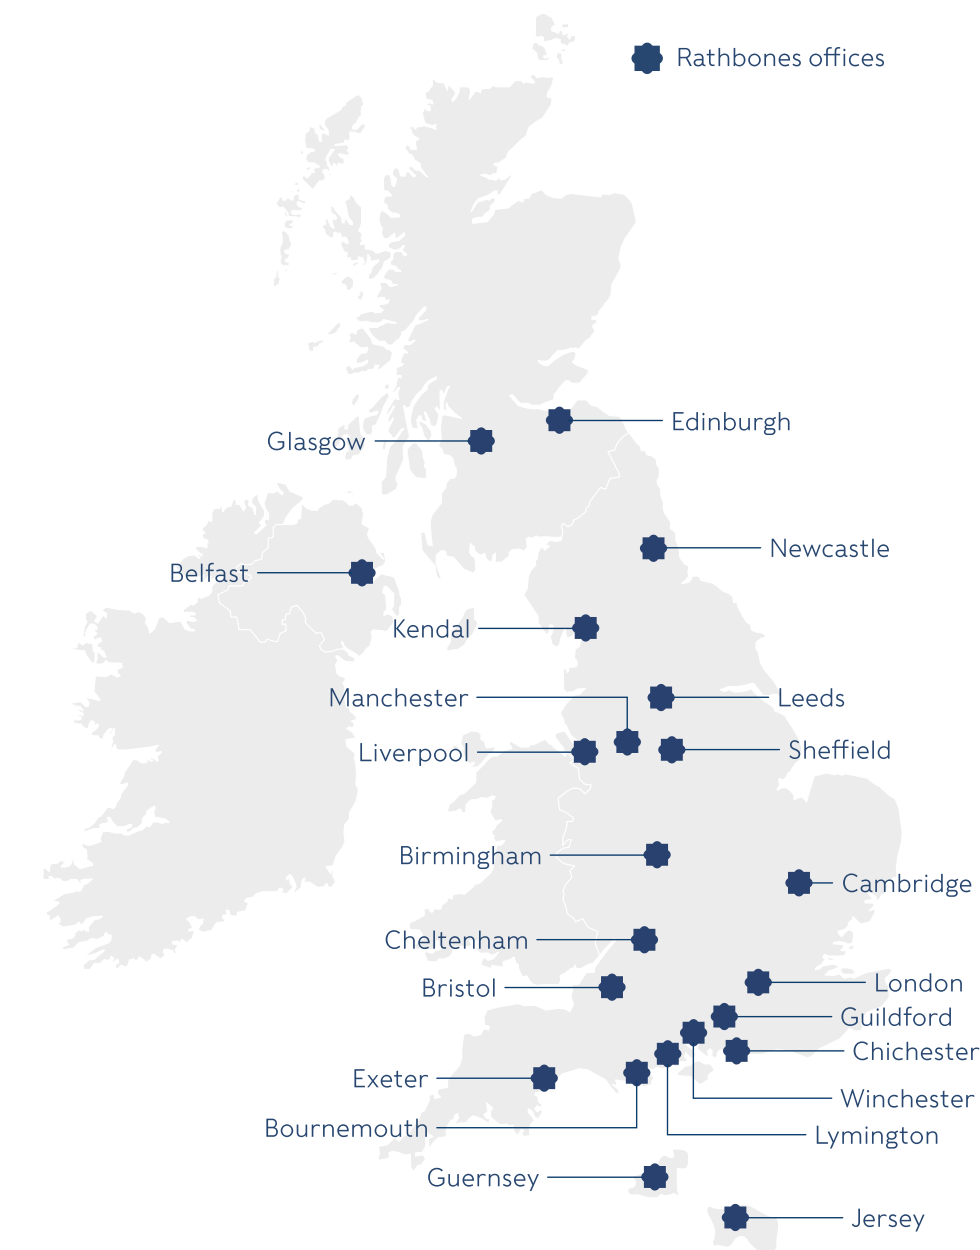 Rathbones offices
Edinburgh
Glasgow
Newcastle
Belfast
Kendal
Manchester
Leeds
Liverpool
Sheffield
Birmingham
Cambridge
Cheltenham
London
Bristol
Guildford
Chichester
Exeter
Winchester
Bournemouth
Lymington
Guernsey
Jersey